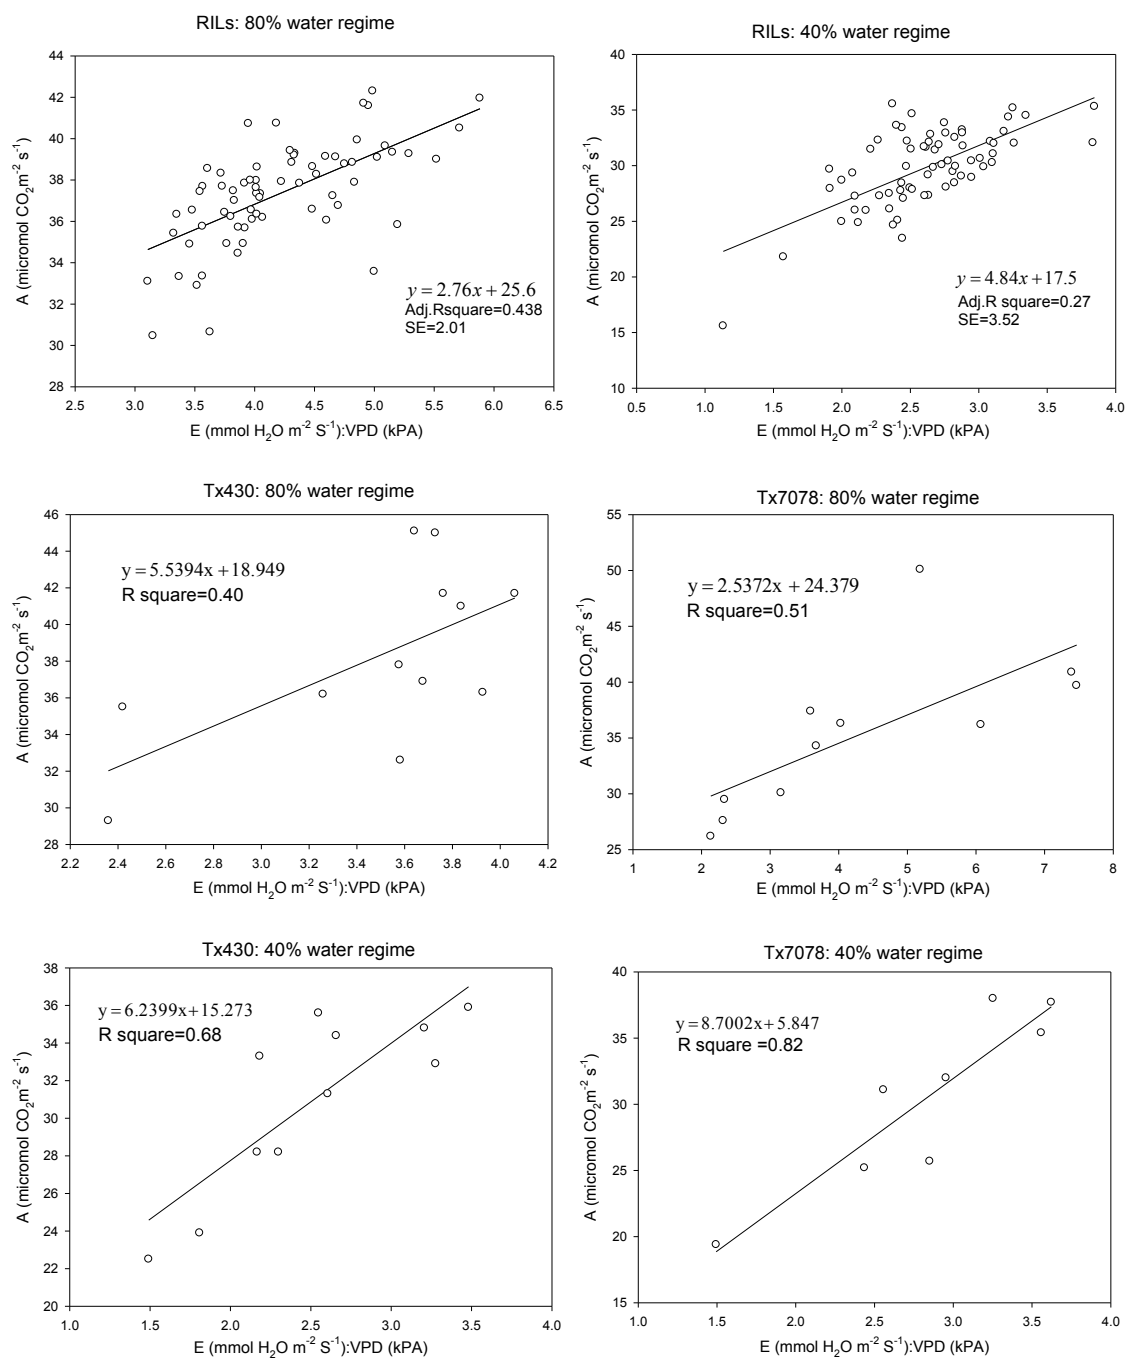 RILs: 80% water regime
44
42
40
38
36
34
32
30
28
A (micromol CO₂m⁻² s⁻¹)
y = 2.76x + 25.6
Adj.Rsquare=0.438
SE=2.01
2.5 3.0 3.5 4.0 4.5 5.0 5.5 6.0 6.5
E (mmol H₂O m⁻² S⁻¹):VPD (kPA)
RILs: 40% water regime
40
35
30
25
20
15
10
A (micromol CO₂m⁻² s⁻¹)
y = 4.84x + 17.5
Adj.R square=0.27
SE=3.52
0.5 1.0 1.5 2.0 2.5 3.0 3.5 4.0
E (mmol H₂O m⁻² S⁻¹):VPD (kPA)
Tx430: 80% water regime
46
44
42
40
38
36
34
32
30
28
A (micromol CO₂m⁻² s⁻¹)
y = 5.5394x + 18.949
R square=0.40
2.2 2.4 2.6 2.8 3.0 3.2 3.4 3.6 3.8 4.0 4.2
E (mmol H₂O m⁻² S⁻¹):VPD (kPA)
Tx7078: 80% water regime
55
50
45
40
35
30
25
A (micromol CO₂m⁻² s⁻¹)
y = 2.5372x + 24.379
R square=0.51
1 2 3 4 5 6 7 8
E (mmol H₂O m⁻² S⁻¹):VPD (kPA)
Tx430: 40% water regime
38
36
34
32
30
28
26
24
22
20
A (micromol CO₂m⁻² s⁻¹)
y = 6.2399x+15.273
R square=0.68
1.0 1.5 2.0 2.5 3.0 3.5 4.0
E (mmol H₂O m⁻² S⁻¹):VPD (kPA)
Tx7078: 40% water regime
40
35
30
25
20
15
A (micromol CO₂m⁻² s⁻¹)
y = 8.7002x+5.847
R square =0.82
1.0 1.5 2.0 2.5 3.0 3.5 4.0
E (mmol H₂O m⁻² S⁻¹):VPD (kPA)